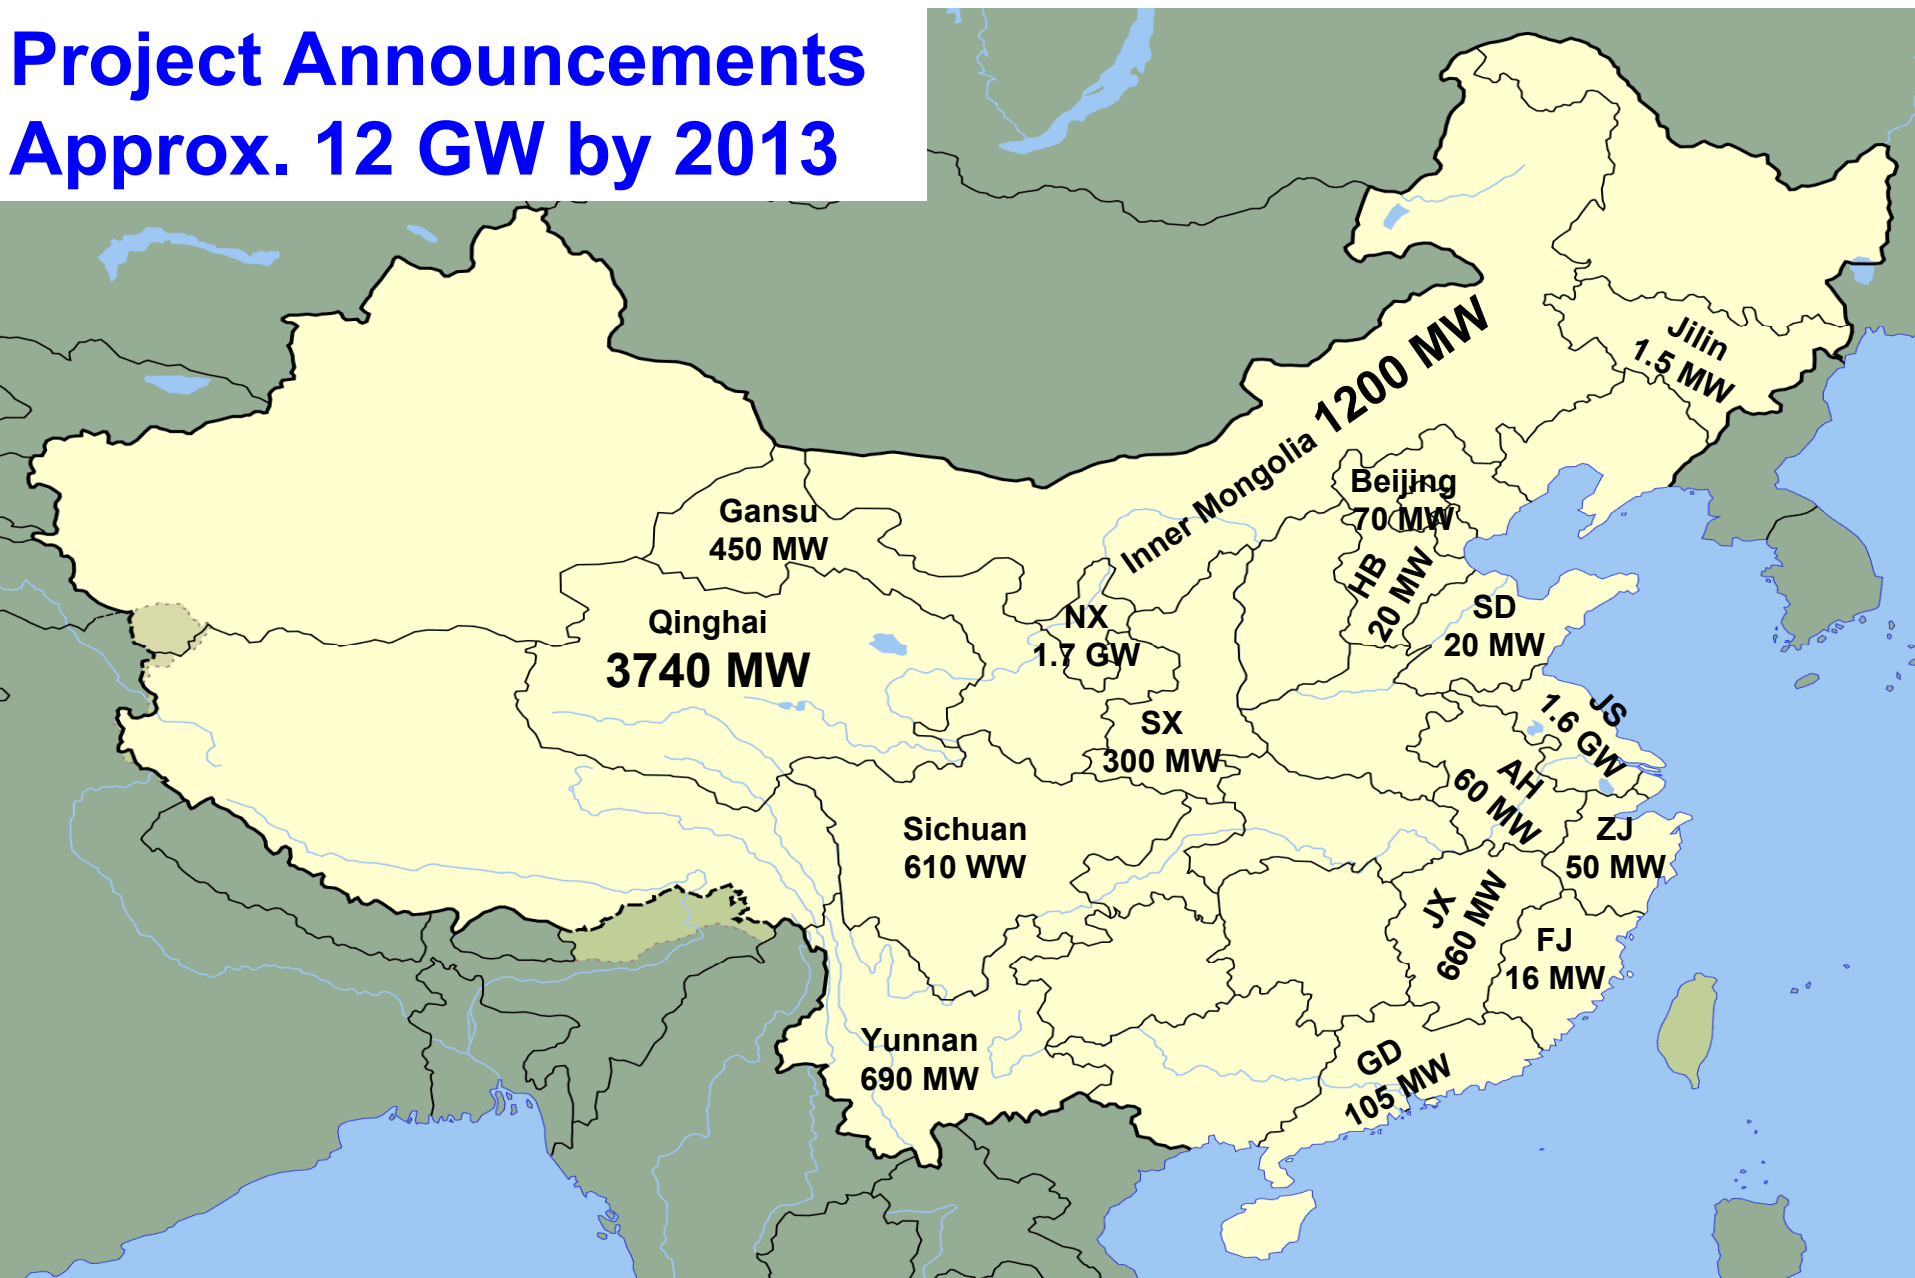 Project Announcements
Approx. 12 GW by 2013
Jilin
1.5 MW
Inner Mongolia 1200 MW
Beijing
70 MW
Gansu
450 MW
HB
20 MW
Qinghai
3740 MW
NX
1.7 GW
SD
20 MW
SX
300 MW
JS
1.6 GW
AH
60 MW
Sichuan
610 WW
ZJ
50 MW
JX
660 MW
FJ
16 MW
Yunnan
690 MW
GD
105 MW